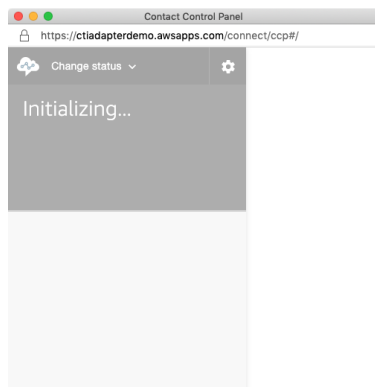 Contact Control Panel
https://ctiadapterdemo.awsapps.com/connect/ccp#/
Change status
Initializing...